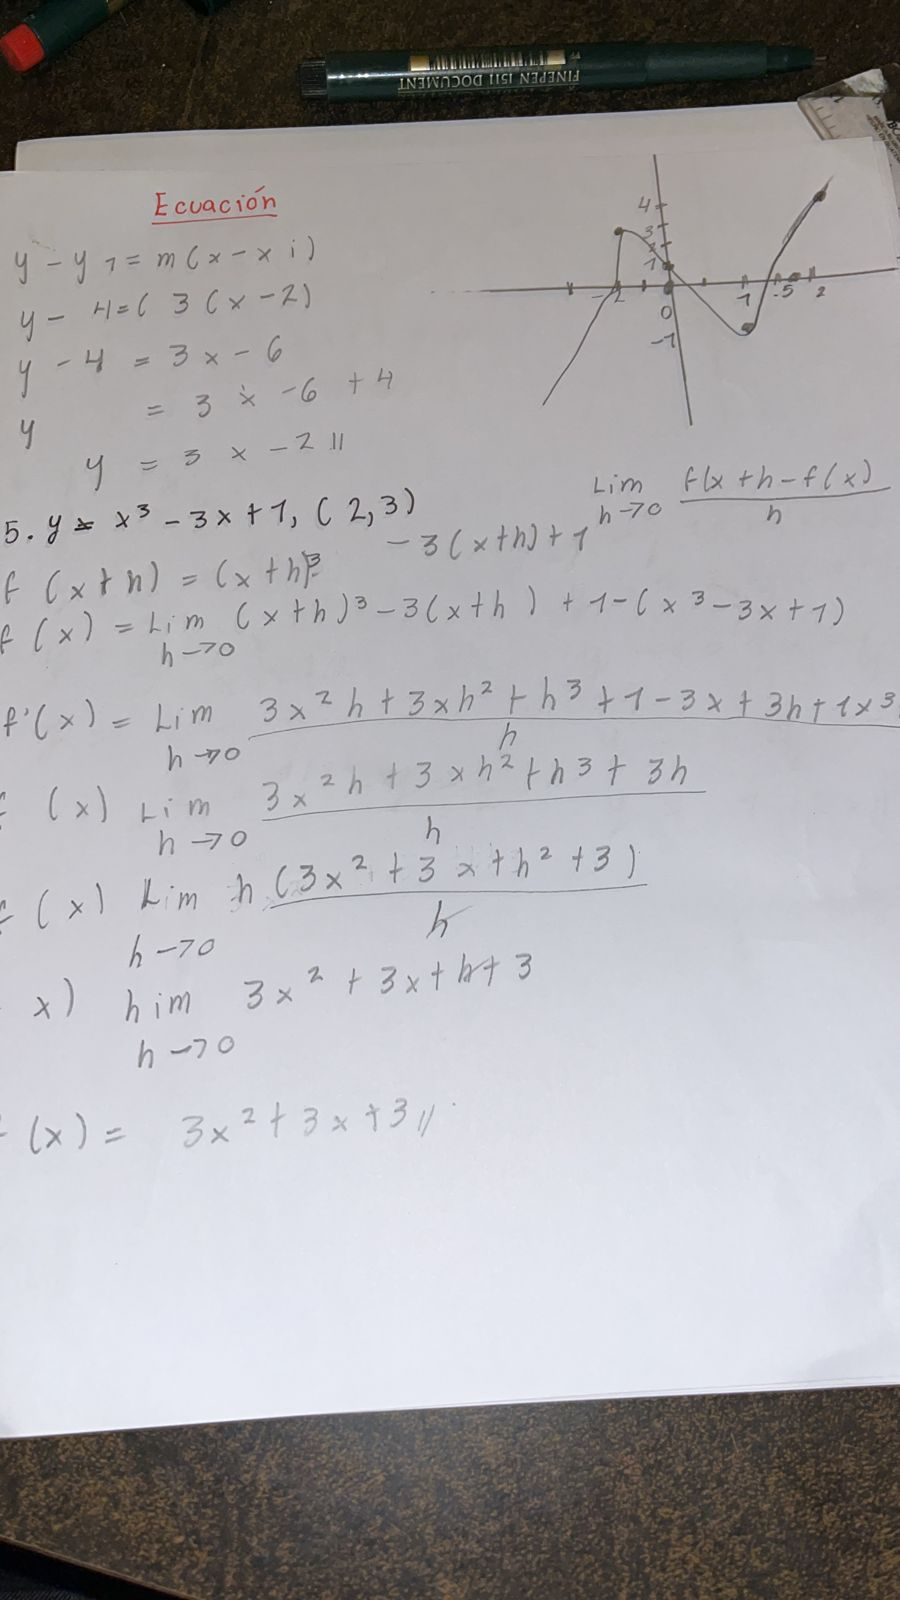 FINEPEN 1511 DOCUMENT
Ecuación
y - y1 = m(x - xi)
y - 4 = ( 3 (x - 2)
y - 4 = 3x - 6
y = 3x - 6 + 4
y = 3x - 2 //
4
3
2
1
-2
0
-1
1
.5
2
Lim h→0 f(x + h - f(x) / h
5. y = x³ - 3x + 1, (2,3)
f (x + h) = (x + h)³ - 3(x+h) + 1
f (x) = Lim h→0 (x+h)³ - 3(x+h) + 1 - (x³ - 3x + 1)
f'(x) = Lim h→0 3x²h + 3xh² + h³ + 1 - 3x + 3h + 1x³ / h
f (x) Lim h→0 3x²h + 3xh² + h³ + 3h / h
f (x) Lim h→0 h (3x² + 3x + h² + 3) / h
x) him h→0 3x² + 3x + h + 3
f (x) = 3x² + 3x + 3 //